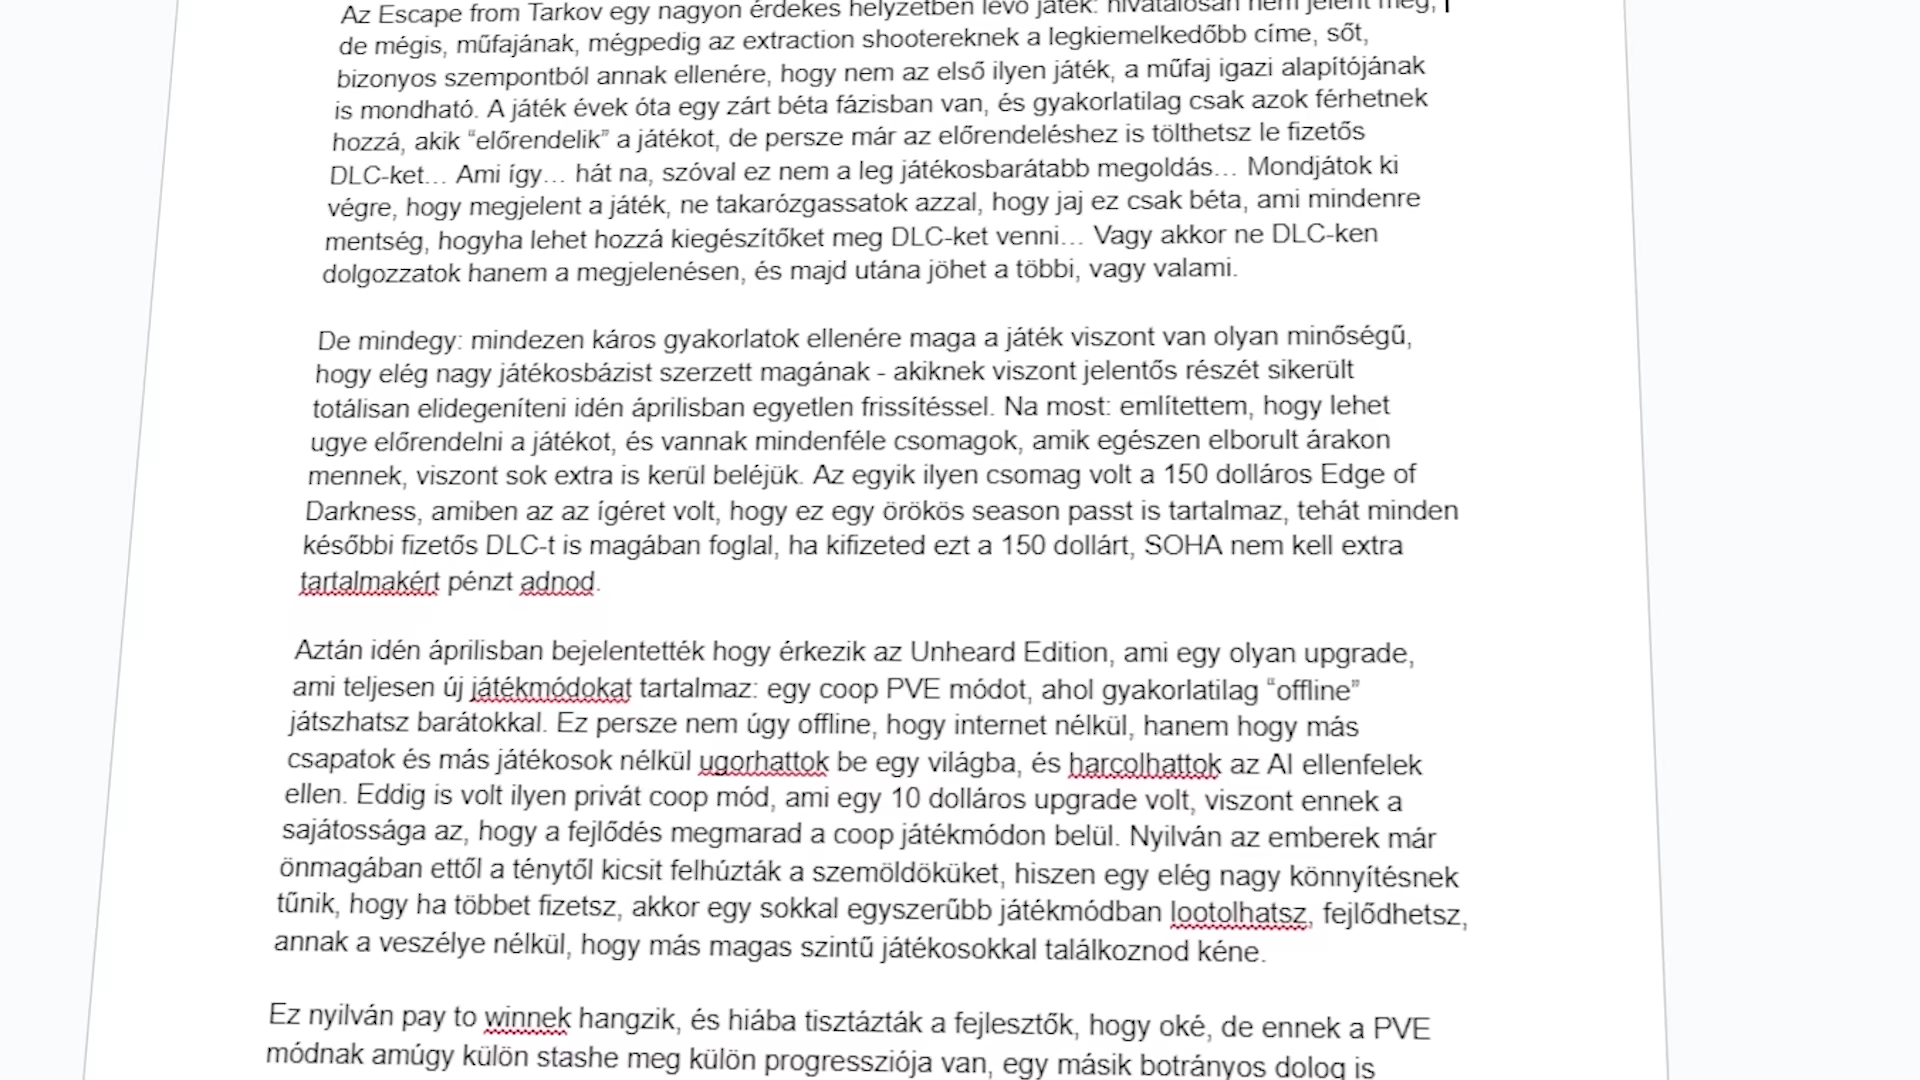 Az Escape from Tarkov egy nagyon érdekes helyzetben lévő játék: hivatalosan nem jelent meg,
de mégis, műfajának, mégpedig az extraction shootereknek a legkiemelkedőbb címe, sőt,
bizonyos szempontból annak ellenére, hogy nem az első ilyen játék, a műfaj igazi alapítójának
is mondható. A játék évek óta egy zárt béta fázisban van, és gyakorlatilag csak azok férhetnek
hozzá, akik “előrendelik” a játékot, de persze már az előrendeléshez is tölthetsz le fizetős
DLC-ket... Ami így... hát na, szóval ez nem a leg játékosbarátabb megoldás... Mondjátok ki
végre, hogy megjelent a játék, ne takarózgassatok azzal, hogy jaj ez csak béta, ami mindenre
mentség, hogyha lehet hozzá kiegészítőket meg DLC-ket venni... Vagy akkor ne DLC-ken
dolgozzatok hanem a megjelenésen, és majd utána jöhet a többi, vagy valami.
De mindegy: mindezen káros gyakorlatok ellenére maga a játék viszont van olyan minőségű,
hogy elég nagy játékosbázist szerzett magának - akiknek viszont jelentős részét sikerült
totálisan elidegeníteni idén áprilisban egyetlen frissítéssel. Na most: említettem, hogy lehet
ugye előrendelni a játékot, és vannak mindenféle csomagok, amik egészen elborult árakon
mennek, viszont sok extra is kerül beléjük. Az egyik ilyen csomag volt a 150 dolláros Edge of
Darkness, amiben az az ígéret volt, hogy ez egy örökös season passt is tartalmaz, tehát minden
későbbi fizetős DLC-t is magában foglal, ha kifizeted ezt a 150 dollárt, SOHA nem kell extra
tartalmakért pénzt adnod.
Aztán idén áprilisban bejelentették hogy érkezik az Unheard Edition, ami egy olyan upgrade,
ami teljesen új játékmódokat tartalmaz: egy coop PVE módot, ahol gyakorlatilag “offline”
játszhatsz barátokkal. Ez persze nem úgy offline, hogy internet nélkül, hanem hogy más
csapatok és más játékosok nélkül ugorhattok be egy világba, és harcolhattok az AI ellenfelek
ellen. Eddig is volt ilyen privát coop mód, ami egy 10 dolláros upgrade volt, viszont ennek a
sajátossága az, hogy a fejlődés megmarad a coop játékmódon belül. Nyilván az emberek már
önmagában ettől a ténytől kicsit felhúzták a szemöldöküket, hiszen egy elég nagy könnyítésnek
tűnik, hogy ha többet fizetsz, akkor egy sokkal egyszerűbb játékmódban lootolhatsz, fejlődhetsz,
annak a veszélye nélkül, hogy más magas szintű játékosokkal találkoznod kéne.
Ez nyilván pay to winnek hangzik, és hiába tisztázták a fejlesztők, hogy oké, de ennek a PVE
módnak amúgy külön stashe meg külön progressziója van, egy másik botrányos dolog is